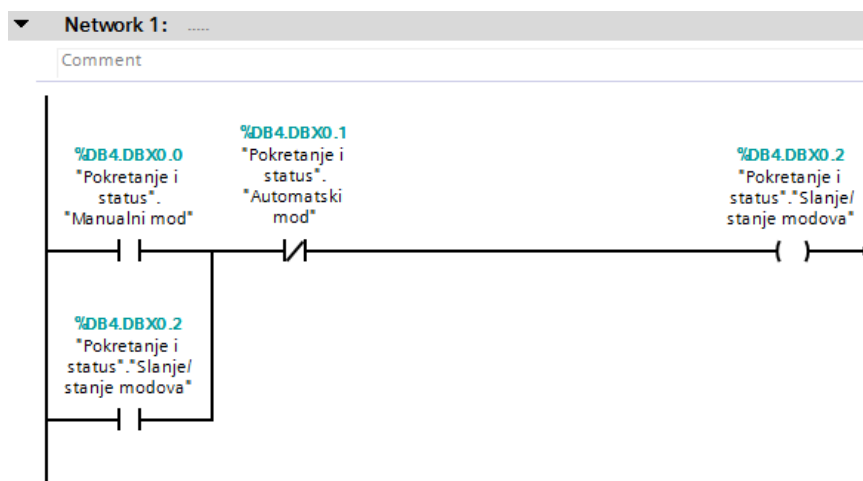 Network 1: .....
Comment
%DB4.DBX0.0
"Pokretanje i
status".
"Manualni mod"
%DB4.DBX0.1
"Pokretanje i
status".
"Automatski
mod"
%DB4.DBX0.2
"Pokretanje i
status"."Slanje/
stanje modova"
%DB4.DBX0.2
"Pokretanje i
status"."Slanje/
stanje modova"